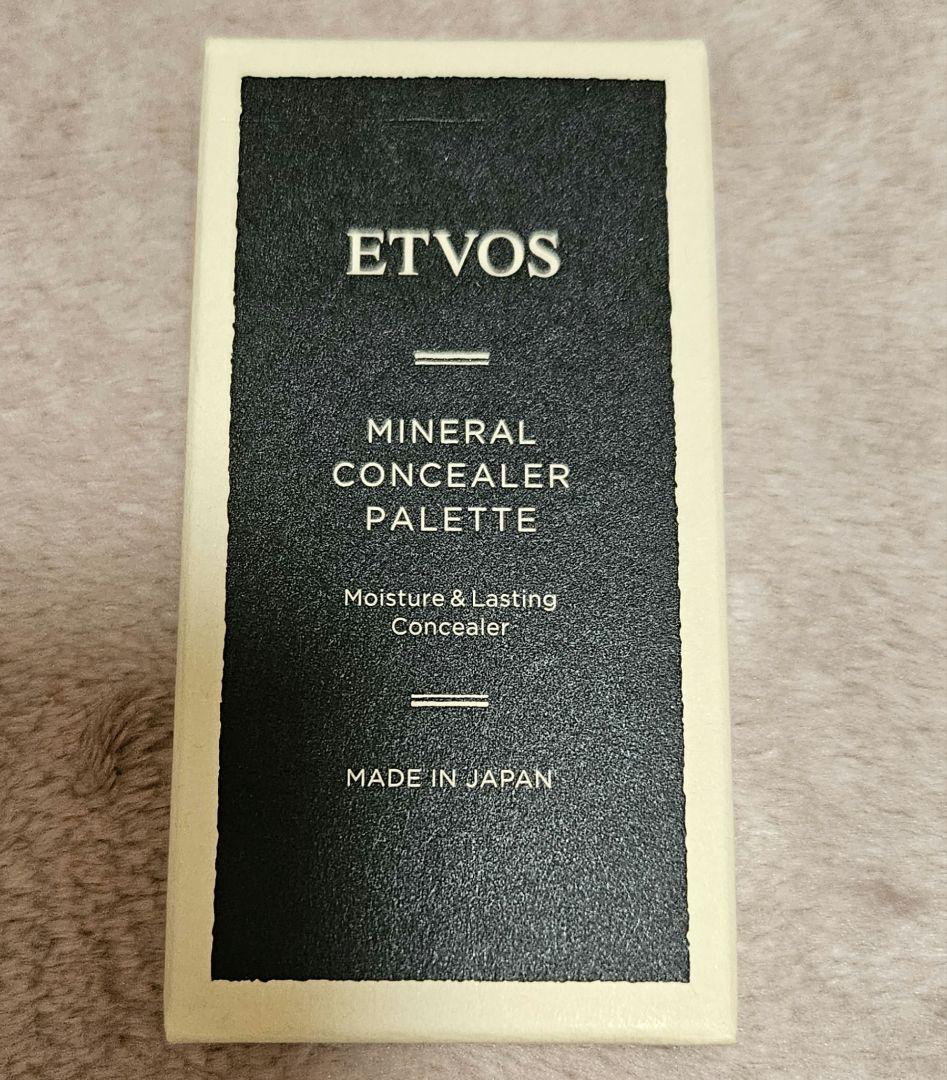 ETVOS
MINERAL
CONCEALER
PALETTE
Moisture & Lasting
Concealer
MADE IN JAPAN